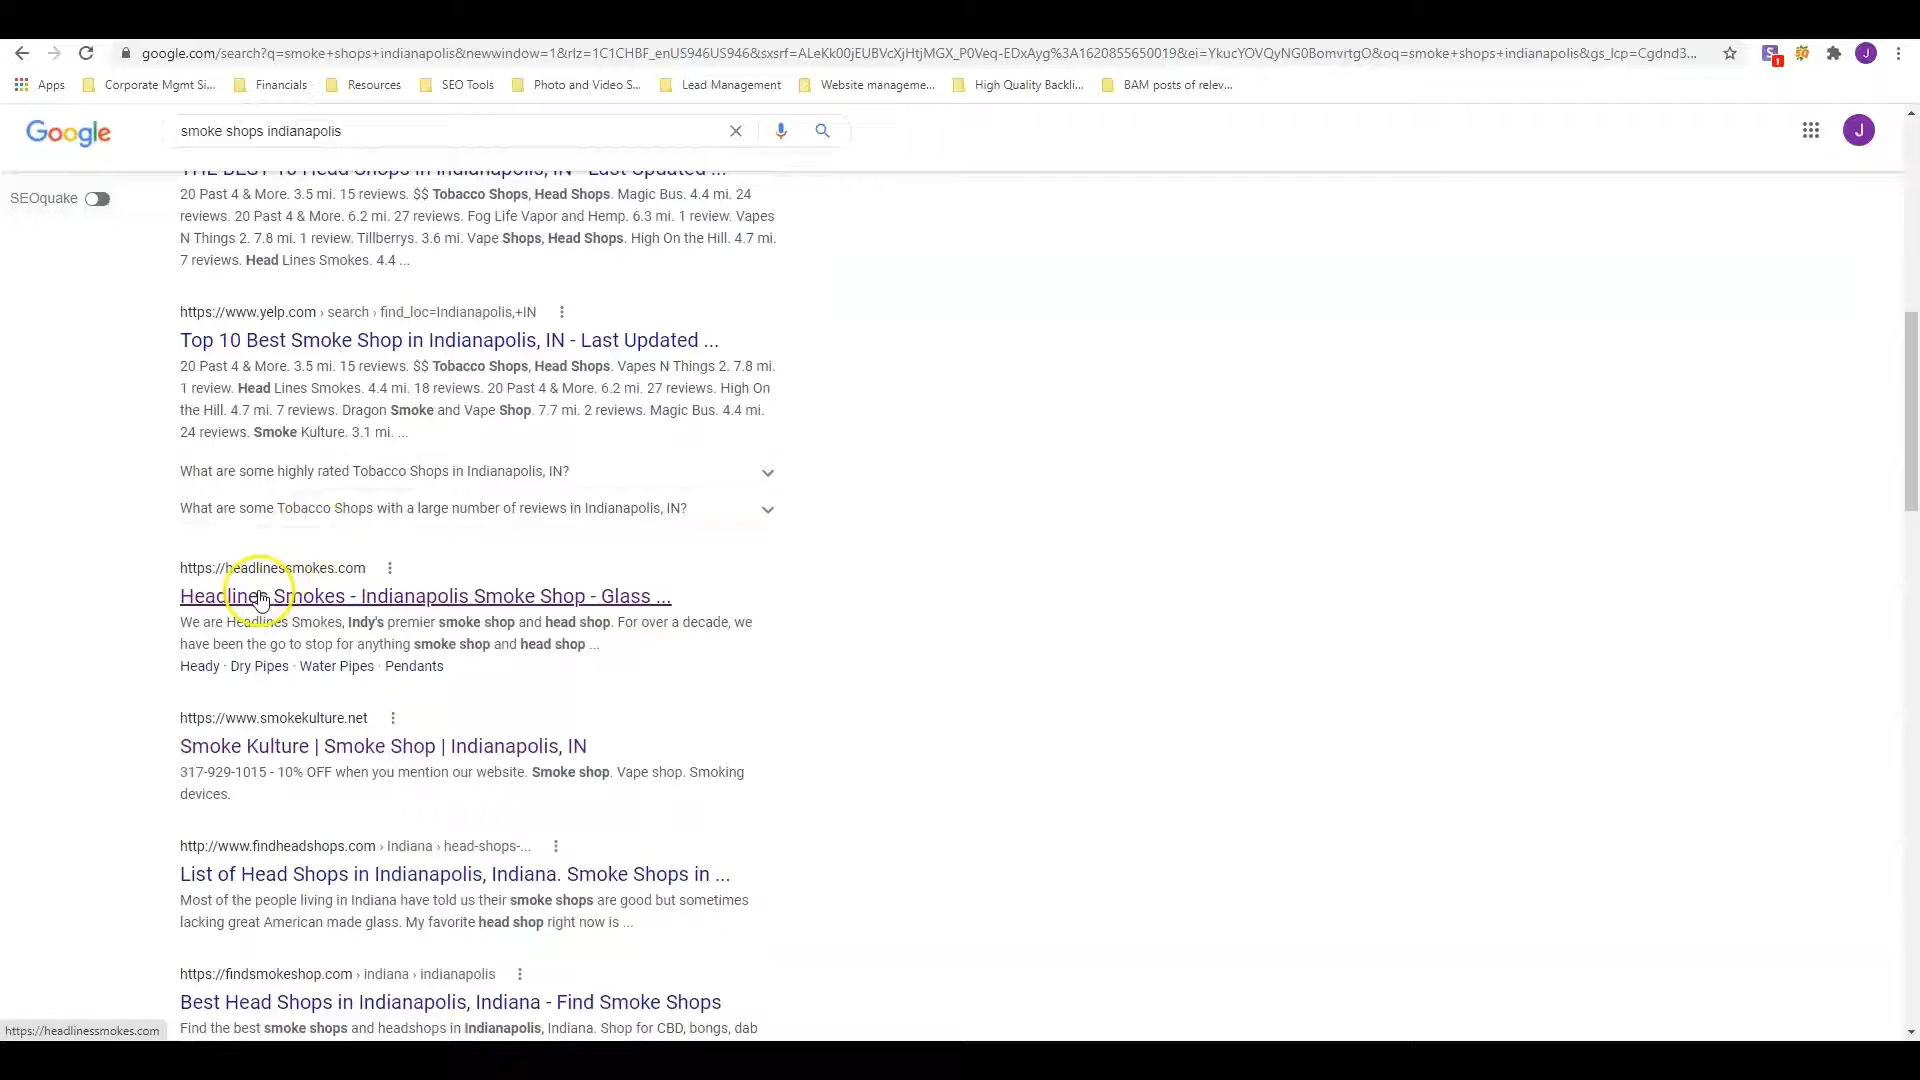 google.com/search?q=smoke+shops+indianapolis&newwindow=1&rlz=1C1CHBF_enUS946US946&sxsrf=ALeKk00jEUBVcXjHtjMGX_P0Veq-EDxAyg%3A1620855650019&ei=YkucYOVQyNG0BomvrtgO&oq=smoke+shops+indianapolis&gs_lcp=Cgdnd3...
1
J
Apps
Corporate Mgmt Si...
Financials
Resources
SEO Tools
Photo and Video S...
Lead Management
Website manageme...
High Quality Backli...
BAM posts of relev...
Google
smoke shops indianapolis
J
SEOquake
THE BEST 10 Head Shops in Indianapolis, IN - Last Updated ...
20 Past 4 & More. 3.5 mi. 15 reviews. $$ Tobacco Shops, Head Shops. Magic Bus. 4.4 mi. 24
reviews. 20 Past 4 & More. 6.2 mi. 27 reviews. Fog Life Vapor and Hemp. 6.3 mi. 1 review. Vapes
N Things 2. 7.8 mi. 1 review. Tillberrys. 3.6 mi. Vape Shops, Head Shops. High On the Hill. 4.7 mi.
7 reviews. Head Lines Smokes. 4.4 ...
https://www.yelp.com › search › find_loc=Indianapolis,+IN
Top 10 Best Smoke Shop in Indianapolis, IN - Last Updated ...
20 Past 4 & More. 3.5 mi. 15 reviews. $$ Tobacco Shops, Head Shops. Vapes N Things 2. 7.8 mi.
1 review. Head Lines Smokes. 4.4 mi. 18 reviews. 20 Past 4 & More. 6.2 mi. 27 reviews. High On
the Hill. 4.7 mi. 7 reviews. Dragon Smoke and Vape Shop. 7.7 mi. 2 reviews. Magic Bus. 4.4 mi.
24 reviews. Smoke Kulture. 3.1 mi. ...
What are some highly rated Tobacco Shops in Indianapolis, IN?
What are some Tobacco Shops with a large number of reviews in Indianapolis, IN?
https://headlinessmokes.com
Headlines Smokes - Indianapolis Smoke Shop - Glass ...
We are Headlines Smokes, Indy's premier smoke shop and head shop. For over a decade, we
have been the go to stop for anything smoke shop and head shop ...
Heady · Dry Pipes · Water Pipes · Pendants
https://www.smokekulture.net
Smoke Kulture | Smoke Shop | Indianapolis, IN
317-929-1015 - 10% OFF when you mention our website. Smoke shop. Vape shop. Smoking
devices.
http://www.findheadshops.com › Indiana › head-shops-...
List of Head Shops in Indianapolis, Indiana. Smoke Shops in ...
Most of the people living in Indiana have told us their smoke shops are good but sometimes
lacking great American made glass. My favorite head shop right now is ...
https://findsmokeshop.com › indiana › indianapolis
Best Head Shops in Indianapolis, Indiana - Find Smoke Shops
Find the best smoke shops and headshops in Indianapolis, Indiana. Shop for CBD, bongs, dab
https://headlinessmokes.com